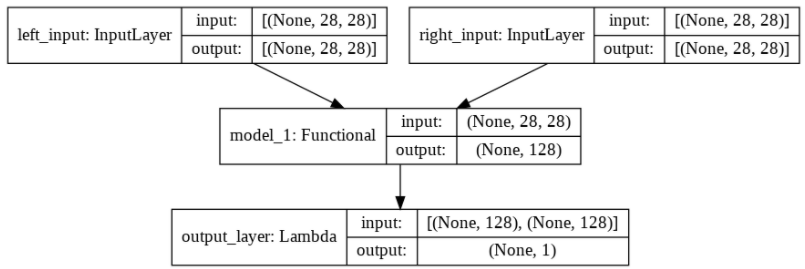 left_input: InputLayer input: [(None, 28, 28)] output: [(None, 28, 28)]
right_input: InputLayer input: [(None, 28, 28)] output: [(None, 28, 28)]
model_1: Functional input: (None, 28, 28) output: (None, 128)
output_layer: Lambda input: [(None, 128), (None, 128)] output: (None, 1)